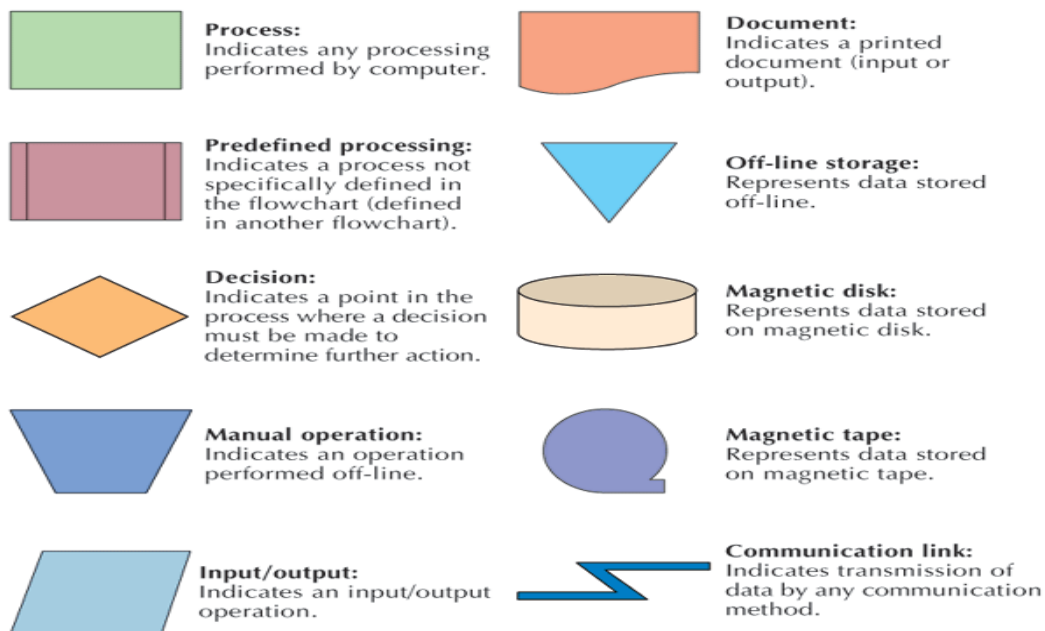 Process:
Indicates any processing
performed by computer.
Predefined processing:
Indicates a process not
specifically defined in
the flowchart (defined
in another flowchart).
Decision:
Indicates a point in the
process where a decision
must be made to
determine further action.
Manual operation:
Indicates an operation
performed off-line.
Input/output:
Indicates an input/output
operation.
Document:
Indicates a printed
document (input or
output).
Off-line storage:
Represents data stored
off-line.
Magnetic disk:
Represents data stored
on magnetic disk.
Magnetic tape:
Represents data stored
on magnetic tape.
Communication link:
Indicates transmission of
data by any communication
method.